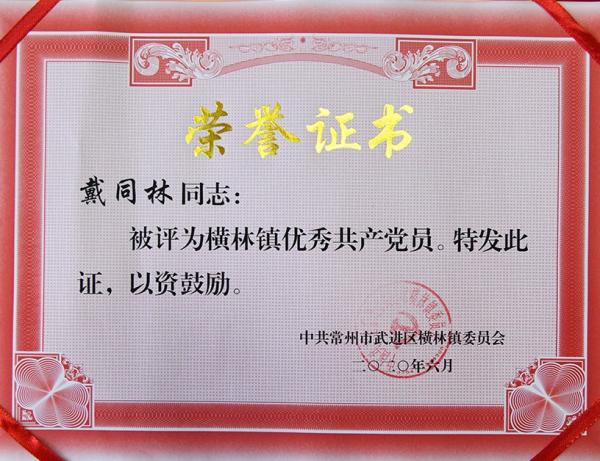 荣誉证书
戴同林同志：
被评为横林镇优秀共产党员。特发此
证，以资鼓励。
中共常州市武进区横林镇委员会
二〇二〇年六月